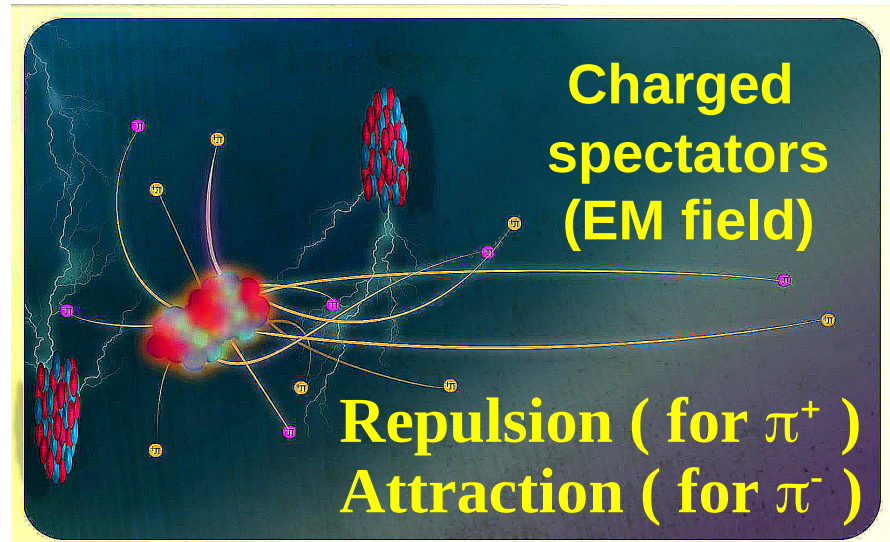 Charged
spectators
(EM field)
Repulsion ( for π⁺ )
Attraction ( for π⁻ )